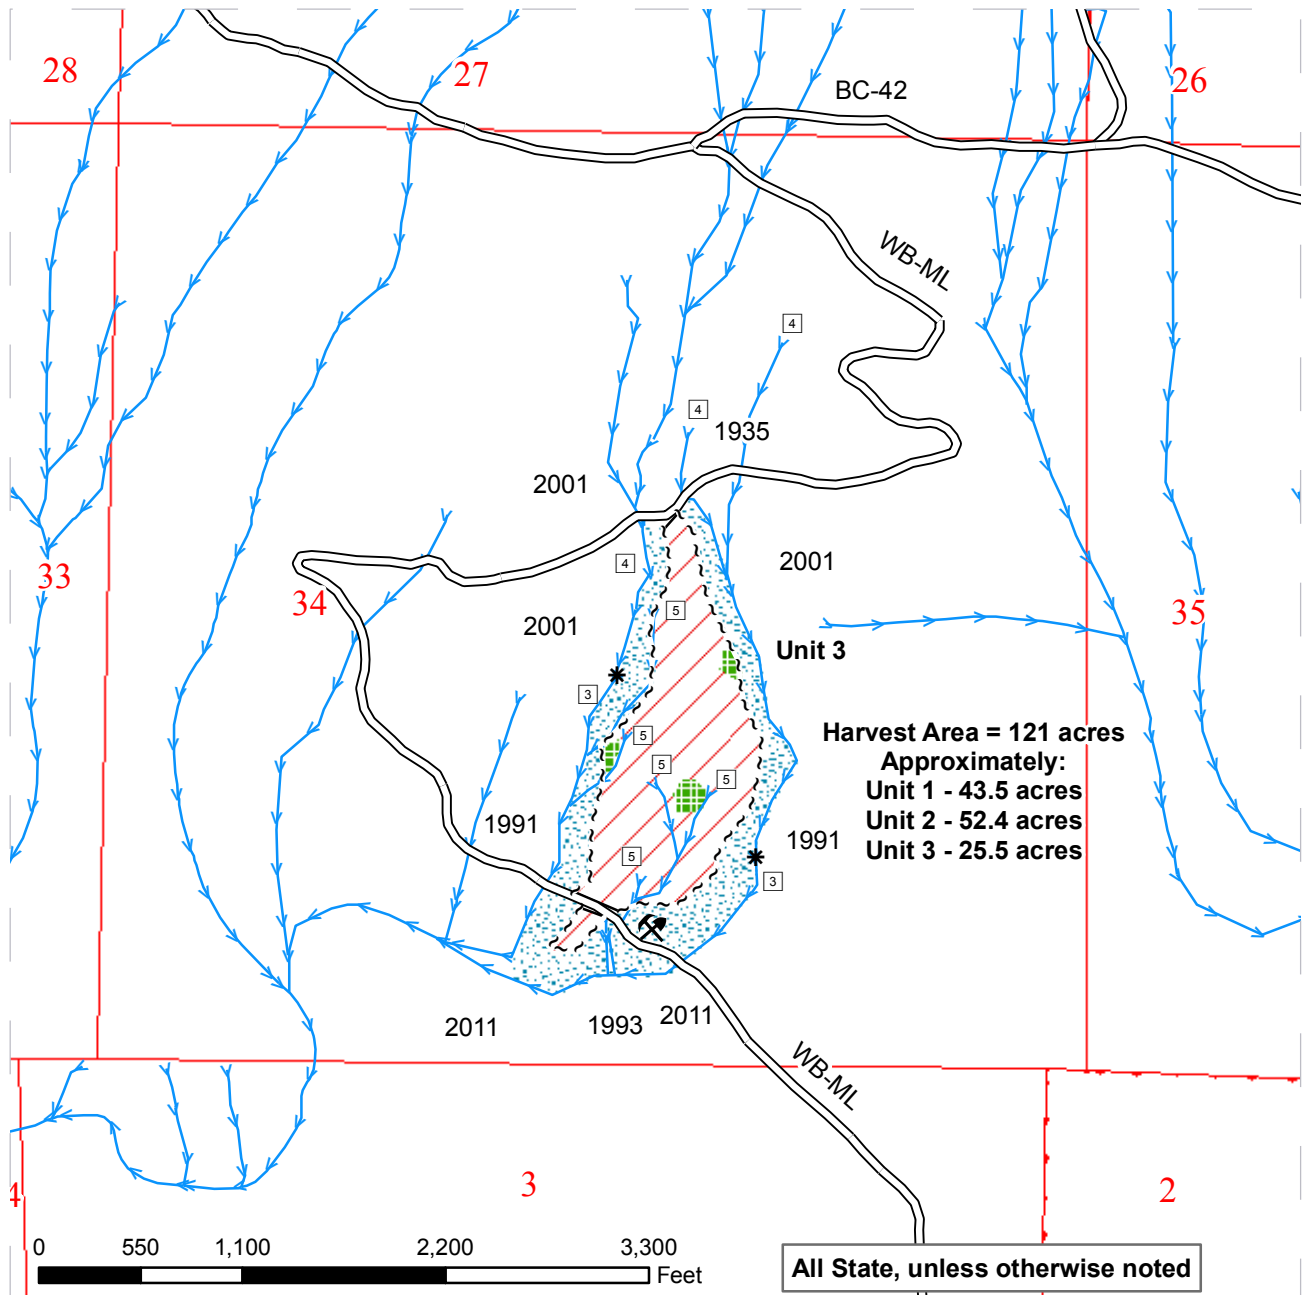 28
27
26
BC-42
WB-ML
4
4
1935
2001
2001
4
33
34
5
35
2001
Unit 3
3
5
5
5
Harvest Area = 121 acres
Approximately:
Unit 1 - 43.5 acres
Unit 2 - 52.4 acres
Unit 3 - 25.5 acres
1991
1991
5
3
2011
1993
2011
WB-ML
4
3
2
0 550 1,100 2,200 3,300
Feet
All State, unless otherwise noted